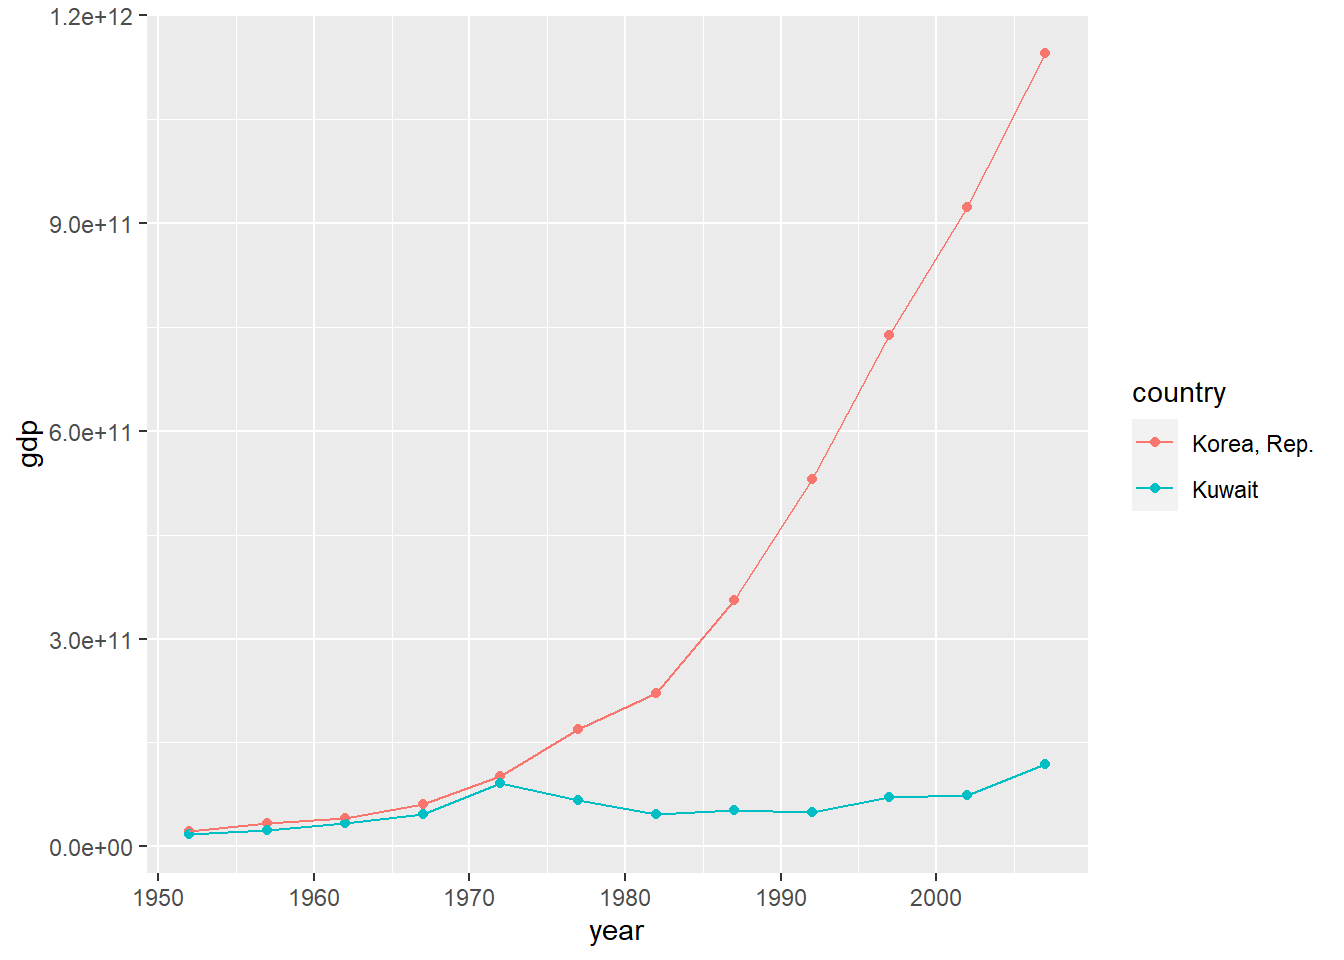 1.2e+12
9.0e+11
6.0e+11
3.0e+11
0.0e+00
gdp
1950 1960 1970 1980 1990 2000
year
country
Korea, Rep.
Kuwait